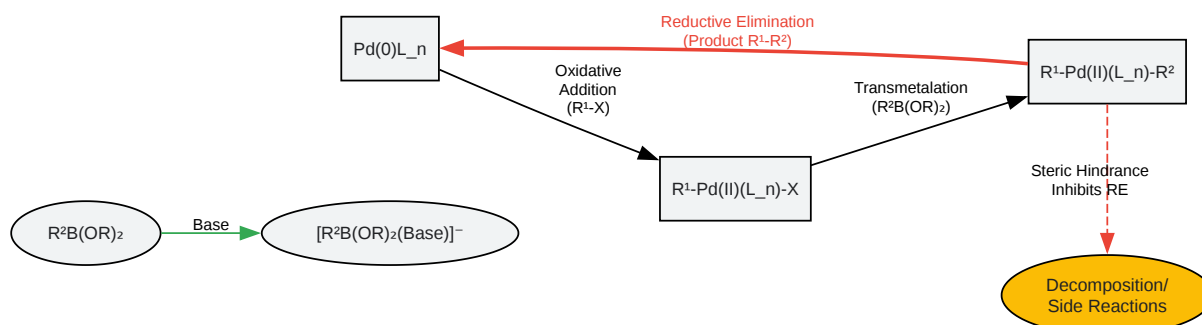 Reductive Elimination
(Product R¹-R²)
Pd(0)L_n
R¹-Pd(II)(L_n)-R²
Oxidative
Addition
(R¹-X)
Transmetalation
(R²B(OR)₂)
R¹-Pd(II)(L_n)-X
Steric Hindrance
Inhibits RE
R²B(OR)₂
Base
[R²B(OR)₂(Base)]⁻
Decomposition/
Side Reactions